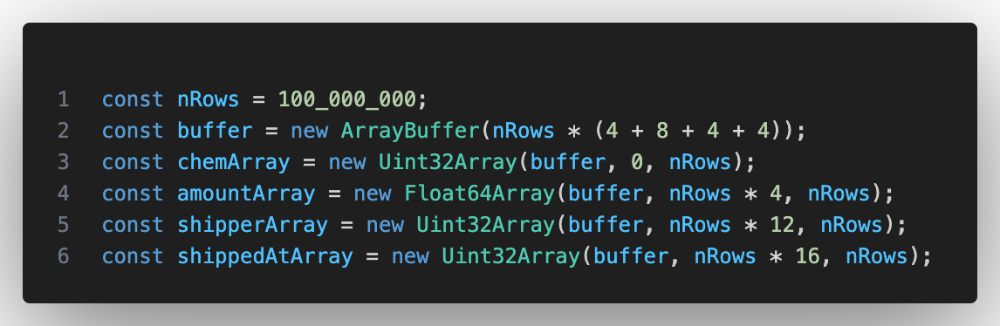 1 const nRows = 100_000_000;
2 const buffer = new ArrayBuffer(nRows * (4 + 8 + 4 + 4));
3 const chemArray = new Uint32Array(buffer, 0, nRows);
4 const amountArray = new Float64Array(buffer, nRows * 4, nRows);
5 const shipperArray = new Uint32Array(buffer, nRows * 12, nRows);
6 const shippedAtArray = new Uint32Array(buffer, nRows * 16, nRows);